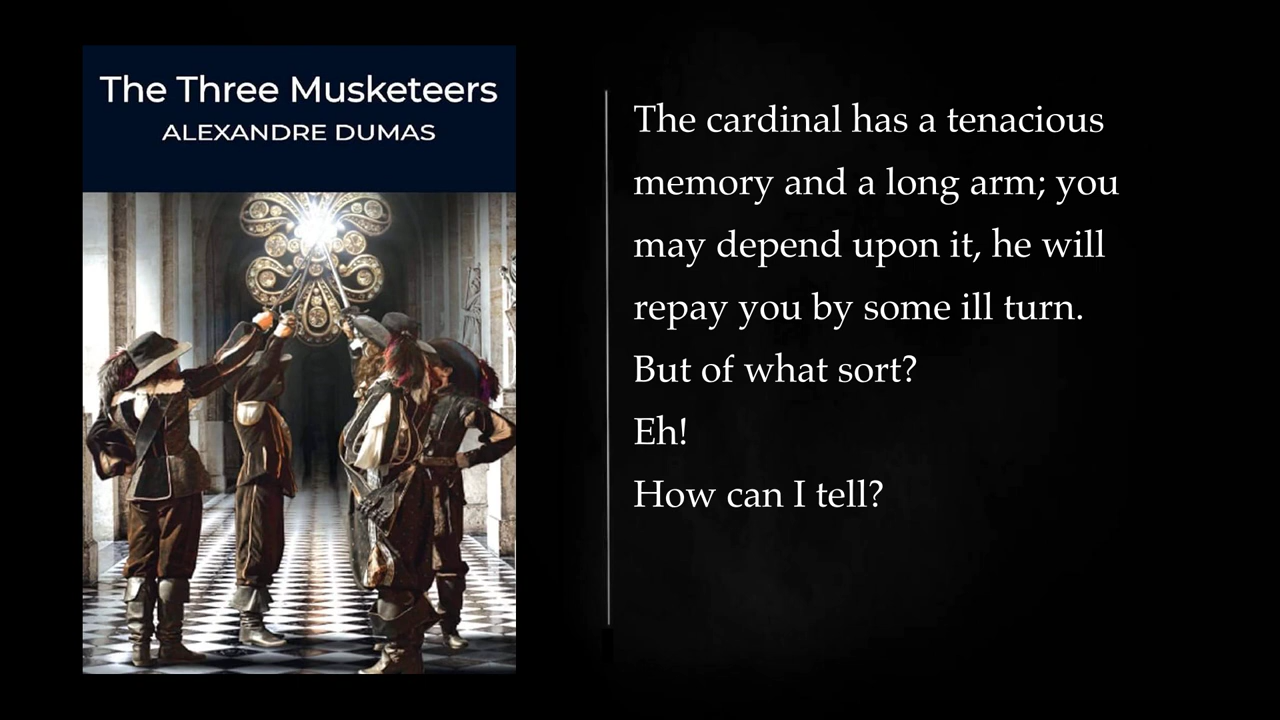 The Three Musketeers
ALEXANDRE DUMAS
The cardinal has a tenacious
memory and a long arm; you
may depend upon it, he will
repay you by some ill turn.
But of what sort?
Eh!
How can I tell?